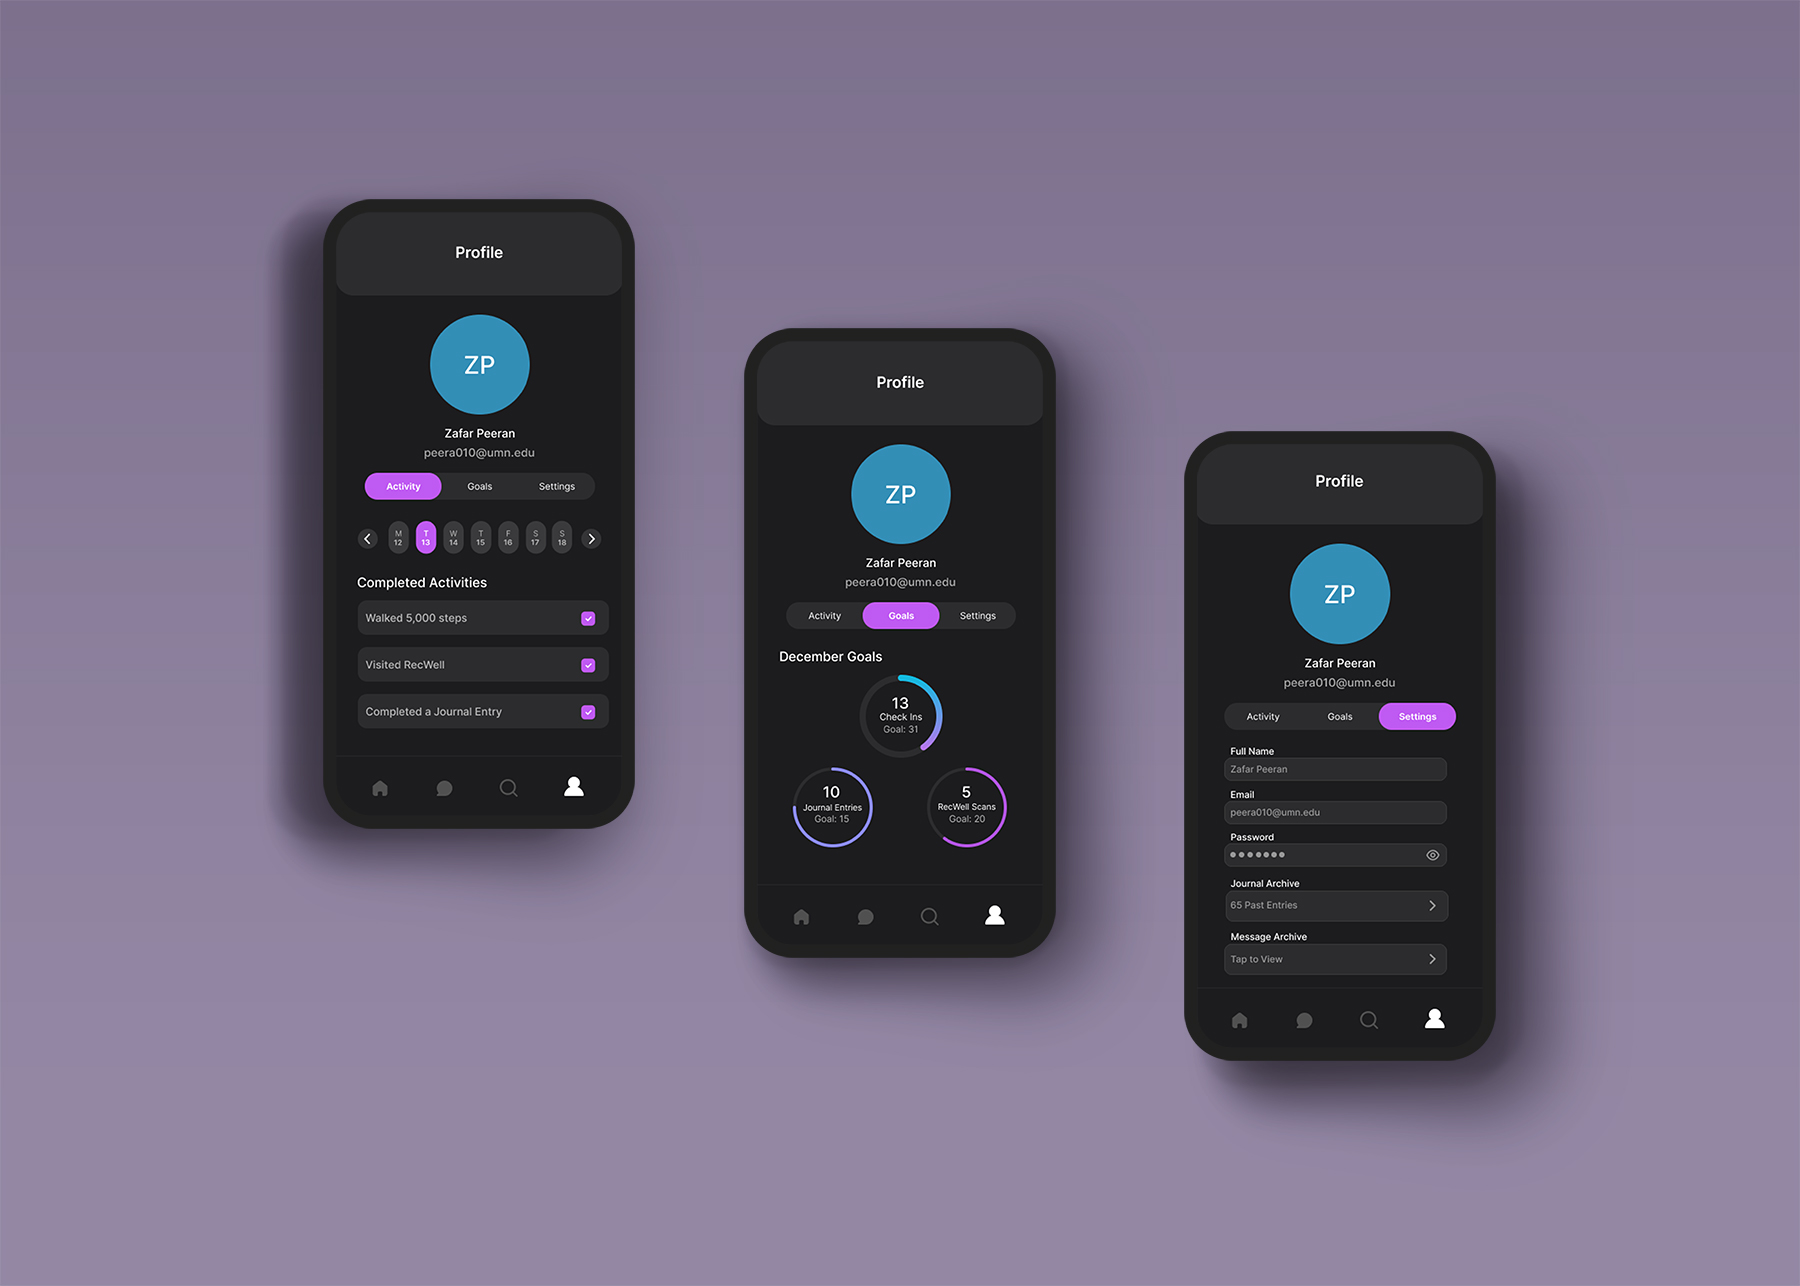 Profile
ZP
Zafar Peeran
peera010@umn.edu
Activity Goals Settings
M T W T F S S
12 13 14 15 16 17 18
Completed Activities
Walked 5,000 steps
Visited RecWell
Completed a Journal Entry
Profile
ZP
Zafar Peeran
peera010@umn.edu
Activity Goals Settings
December Goals
13
Check Ins
Goal: 31
10
Journal Entries
Goal: 15
5
RecWell Scans
Goal: 20
Profile
ZP
Zafar Peeran
peera010@umn.edu
Activity Goals Settings
Full Name
Zafar Peeran
Email
peera010@umn.edu
Password
Journal Archive
65 Past Entries
Message Archive
Tap to View